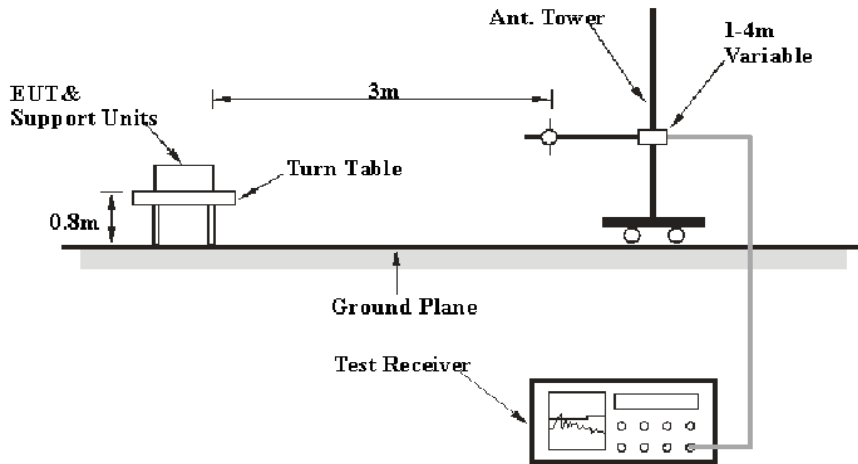 Ant. Tower
1-4m
Variable
3m
EUT&
Support Units
Turn Table
0.8m
Ground Plane
Test Receiver